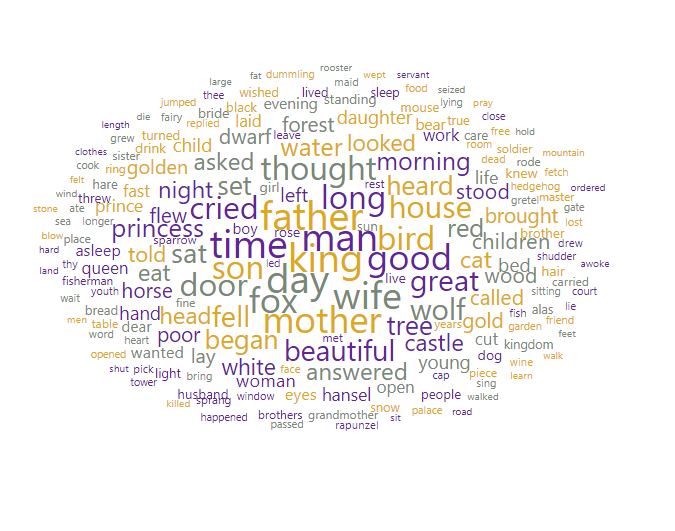 rooster
large fat dummling wept servant
jumped thee wished lived maid sleep food seized
die fairy black evening standing mouse lying pray
length grew replied bride laid forest daughter bear true close
clothes turned dwarf water looked work care free hold
sister drink child room soldier mountain
cook ring golden asked thought morning dead rode
felt hare fast night set girl left long rest heard life knew hedgehog fetch
wind threw prince stood gretel master ordered
stone ate flew cried father house brought lost gate
sea longer princess boy rose sun red children brother
blow place sparrow time man bird drew
hard asleep told sat king good cat bed shudder
land thy queen son led live wood hair awoke
fisherman eat door day great carried
wait youth horse fine fox wife wolf called sitting court
bread hand mother fish alas lie
men table dear head fell tree years gold garden friend
word heart poor began met castle cut kingdom feet
opened wanted lay beautiful young dog wine walk
shut pick light white face answered cap piece learn
tower bring woman open people sing
killed husband sprang window eyes hansel snow walked
happened brothers grandmother palace road
passed rapunzel sit